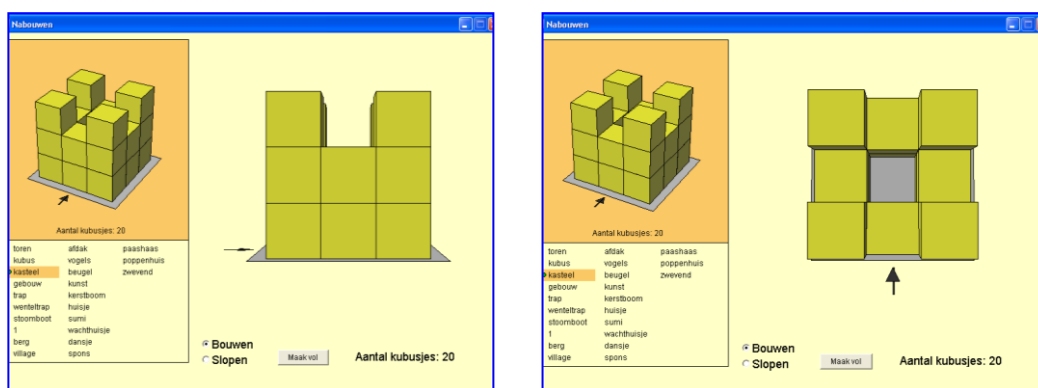 Nabouwen
Aantal kubusjes: 20
toren afdak paashaas
kubus vogels poppenhuis
kasteel beugel zwevend
gebouw kunst
trap kerstboom
wenteltrap huisje
stoomboot sumi
1 wachthuisje
berg dansje
village spons
Bouwen
Slopen
Maak vol
Aantal kubusjes: 20
Nabouwen
Aantal kubusjes: 20
toren afdak paashaas
kubus vogels poppenhuis
kasteel beugel zwevend
gebouw kunst
trap kerstboom
wenteltrap huisje
stoomboot sumi
1 wachthuisje
berg dansje
village spons
Bouwen
Slopen
Maak vol
Aantal kubusjes: 20